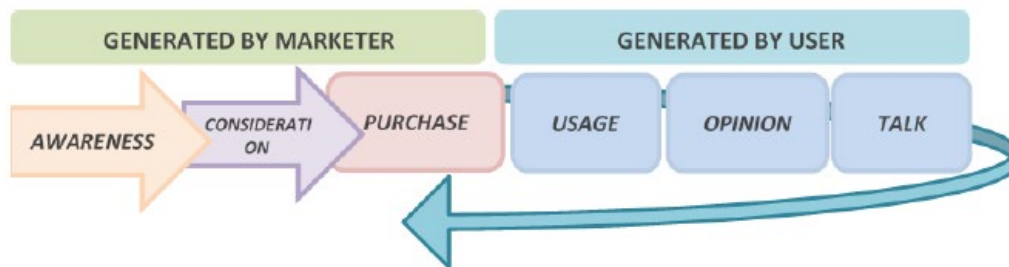 GENERATED BY MARKETER
GENERATED BY USER
AWARENESS
CONSIDERATI
ON
PURCHASE
USAGE
OPINION
TALK